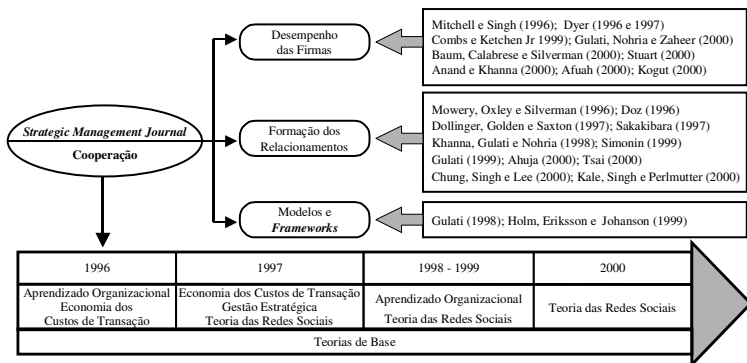 Desempenho
das Firmas
Mitchell e Singh (1996); Dyer (1996 e 1997)
Combs e Ketchen Jr 1999); Gulati, Nohria e Zaheer (2000)
Baum, Calabrese e Silverman (2000); Stuart (2000)
Anand e Khanna (2000); Afuah (2000); Kogut (2000)
Strategic Management Journal
Cooperação
Formação dos
Relacionamentos
Mowery, Oxley e Silverman (1996); Doz (1996)
Dollinger, Golden e Saxton (1997); Sakakibara (1997)
Khanna, Gulati e Nohria (1998); Simonin (1999)
Gulati (1999); Ahuja (2000); Tsai (2000)
Chung, Singh e Lee (2000); Kale, Singh e Perlmutter (2000)
Modelos e
Frameworks
Gulati (1998); Holm, Eriksson e Johanson (1999)
1996
1997
1998 - 1999
2000
Aprendizado Organizacional
Economia dos
Custos de Transação
Economia dos Custos de Transação
Gestão Estratégica
Teoria das Redes Sociais
Aprendizado Organizacional
Teoria das Redes Sociais
Teoria das Redes Sociais
Teorias de Base